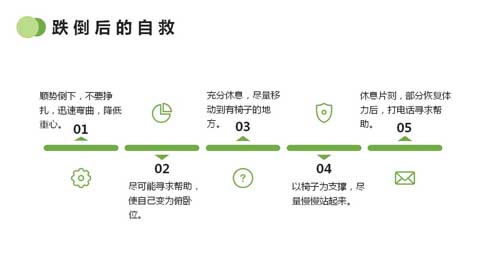 跌倒后的自救
顺势倒下，不要挣
扎，迅速弯曲，降低
重心。
01
尽可能寻求帮助，
使自己变为俯卧
位。
02
充分休息，尽量移
动到有椅子的地
方。
03
以椅子为支撑，尽
量慢慢站起来。
04
休息片刻，部分恢复体
力后，打电话寻求帮
助。
05